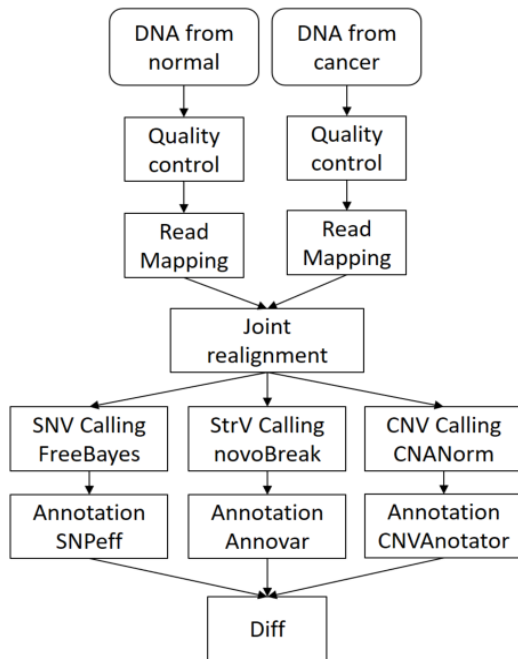 DNA from
normal
DNA from
cancer
Quality
control
Quality
control
Read
Mapping
Read
Mapping
Joint
realignment
SNV Calling
FreeBayes
StrV Calling
novoBreak
CNV Calling
CNANorm
Annotation
SNPeff
Annotation
Annovar
Annotation
CNVAnotator
Diff